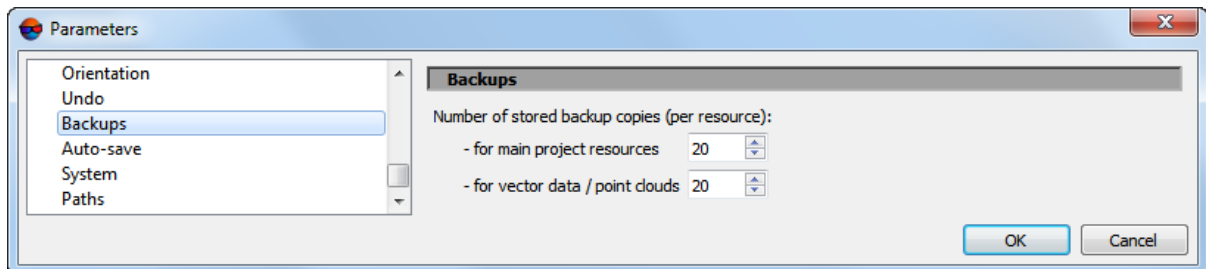 Parameters
X
Orientation
Undo
Backups
Auto-save
System
Paths
Backups
Number of stored backup copies (per resource):
- for main project resources 20
- for vector data / point clouds 20
OK Cancel